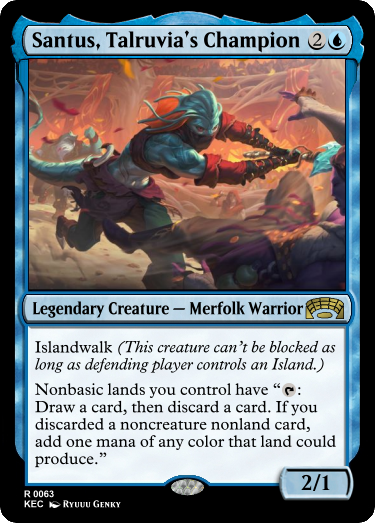 Santus, Talruvia's Champion 2
Legendary Creature — Merfolk Warrior
Islandwalk (This creature can't be blocked as
long as defending player controls an Island.)
Nonbasic lands you control have “ :
Draw a card, then discard a card. If you
discarded a noncreature nonland card,
add one mana of any color that land could
produce.”
2/1
R 0063
KEC Ryuuu Genky